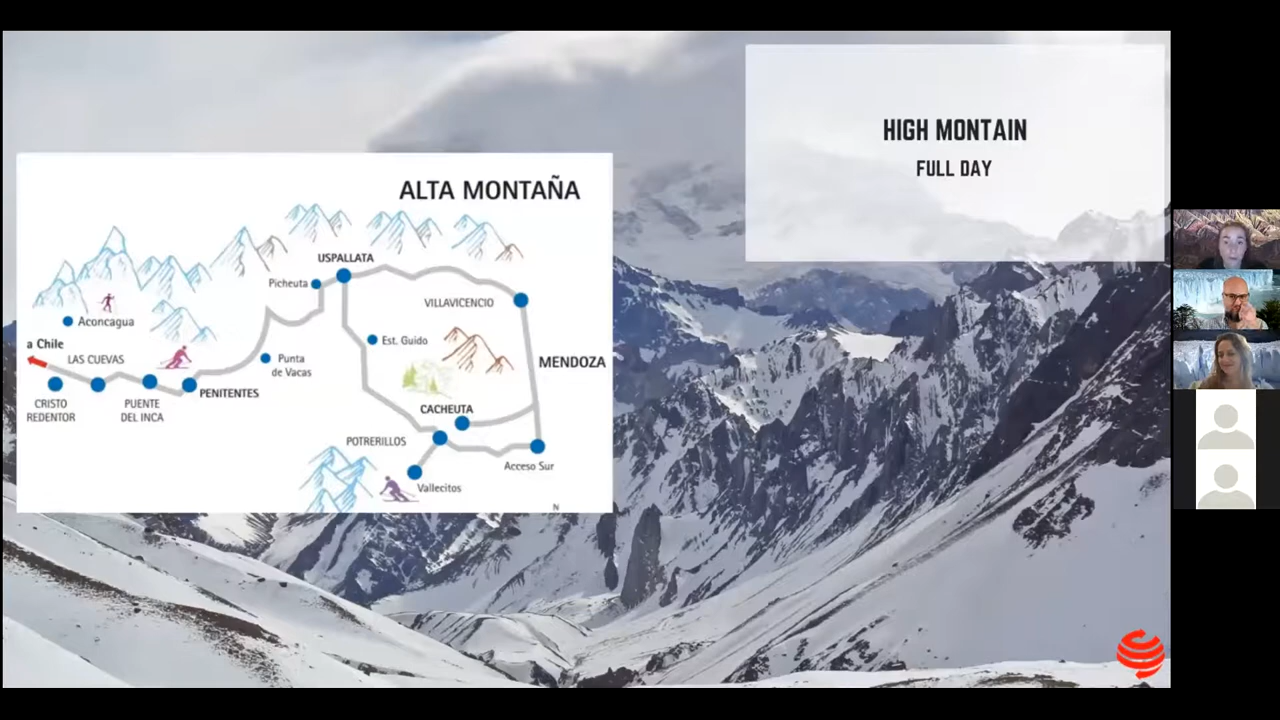 HIGH MONTAIN
FULL DAY
ALTA MONTAÑA
USPALLATA
Picheuta
VILLAVICENCIO
Aconcagua
Est. Guido
a Chile
LAS CUEVAS
Punta
de Vacas
MENDOZA
PENITENTES
CRISTO
REDENTOR
PUENTE
DEL INCA
CACHEUTA
POTRERILLOS
Acceso Sur
Vallecitos
N